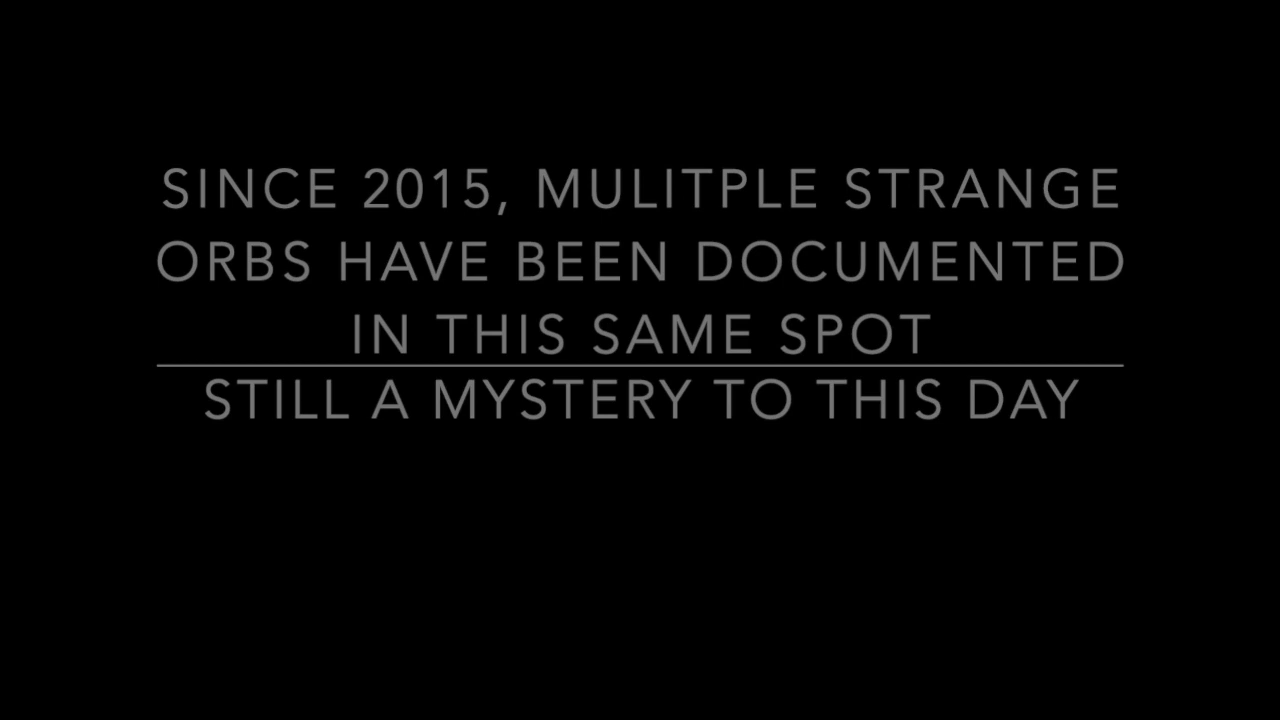 SINCE 2015, MULITPLE STRANGE
ORBS HAVE BEEN DOCUMENTED
IN THIS SAME SPOT
STILL A MYSTERY TO THIS DAY